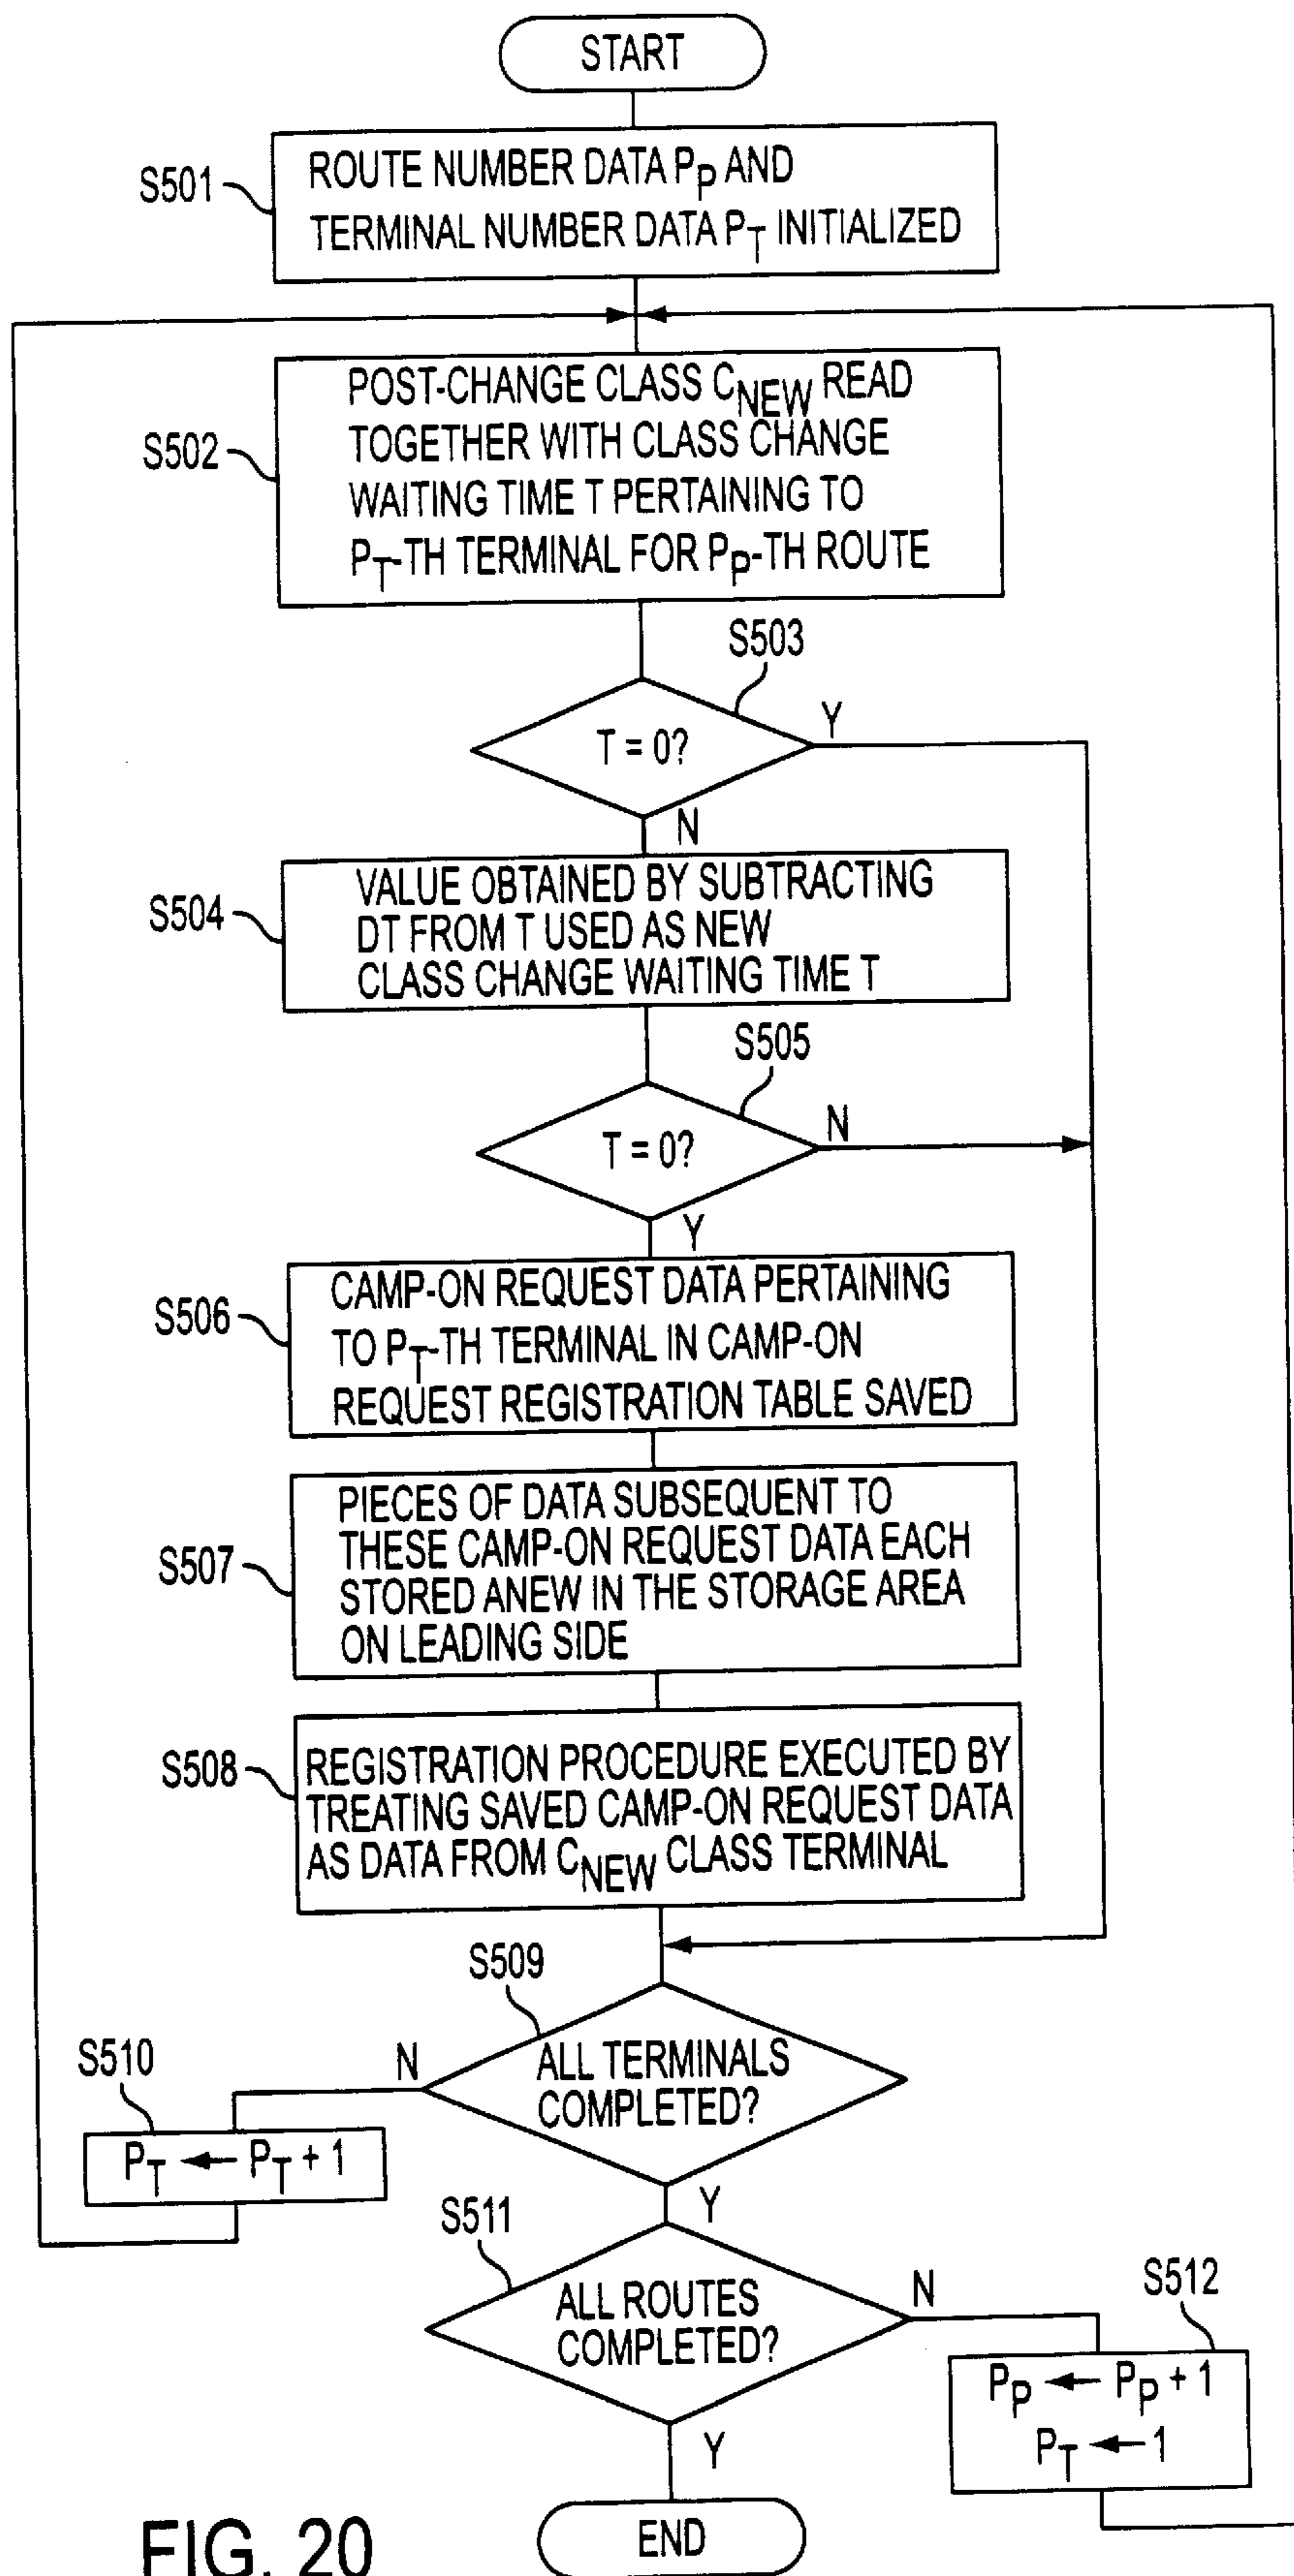 START
S501
ROUTE NUMBER DATA PP AND
TERMINAL NUMBER DATA PT INITIALIZED
S502
POST-CHANGE CLASS CNEW READ
TOGETHER WITH CLASS CHANGE
WAITING TIME T PERTAINING TO
PT-TH TERMINAL FOR PP-TH ROUTE
S503
T = 0?
Y
N
S504
VALUE OBTAINED BY SUBTRACTING
DT FROM T USED AS NEW
CLASS CHANGE WAITING TIME T
S505
T = 0?
N
Y
S506
CAMP-ON REQUEST DATA PERTAINING
TO PT-TH TERMINAL IN CAMP-ON
REQUEST REGISTRATION TABLE SAVED
S507
PIECES OF DATA SUBSEQUENT TO
THESE CAMP-ON REQUEST DATA EACH
STORED ANEW IN THE STORAGE AREA
ON LEADING SIDE
S508
REGISTRATION PROCEDURE EXECUTED BY
TREATING SAVED CAMP-ON REQUEST DATA
AS DATA FROM CNEW CLASS TERMINAL
S509
ALL TERMINALS
COMPLETED?
N
S510
PT ← PT + 1
Y
S511
ALL ROUTES
COMPLETED?
N
S512
PP ← PP + 1
PT ← 1
Y
END
FIG. 20